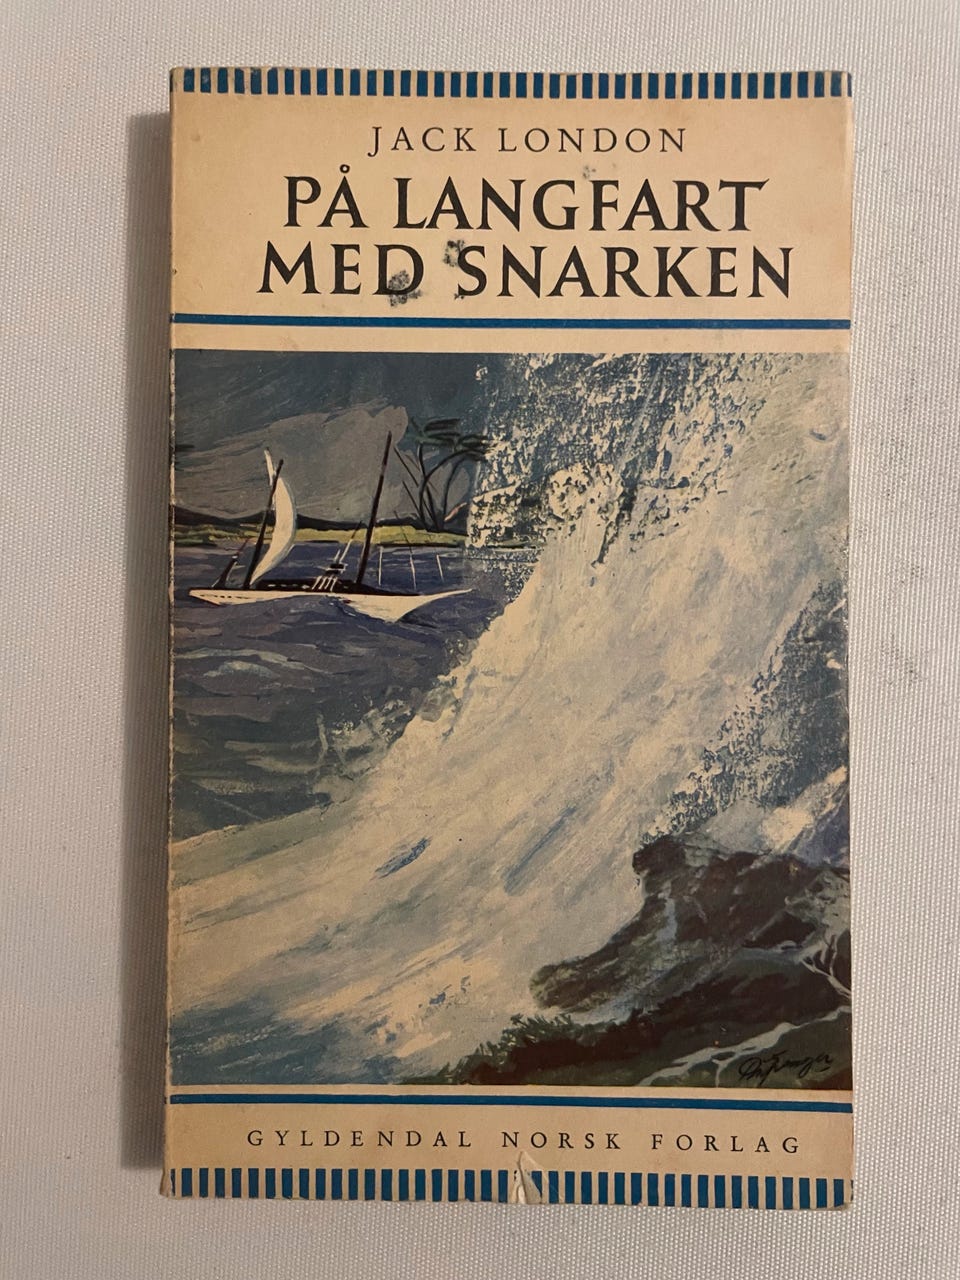 JACK LONDON
PÅ LANGFART
MED SNARKEN
GYLDENDAL NORSK FORLAG